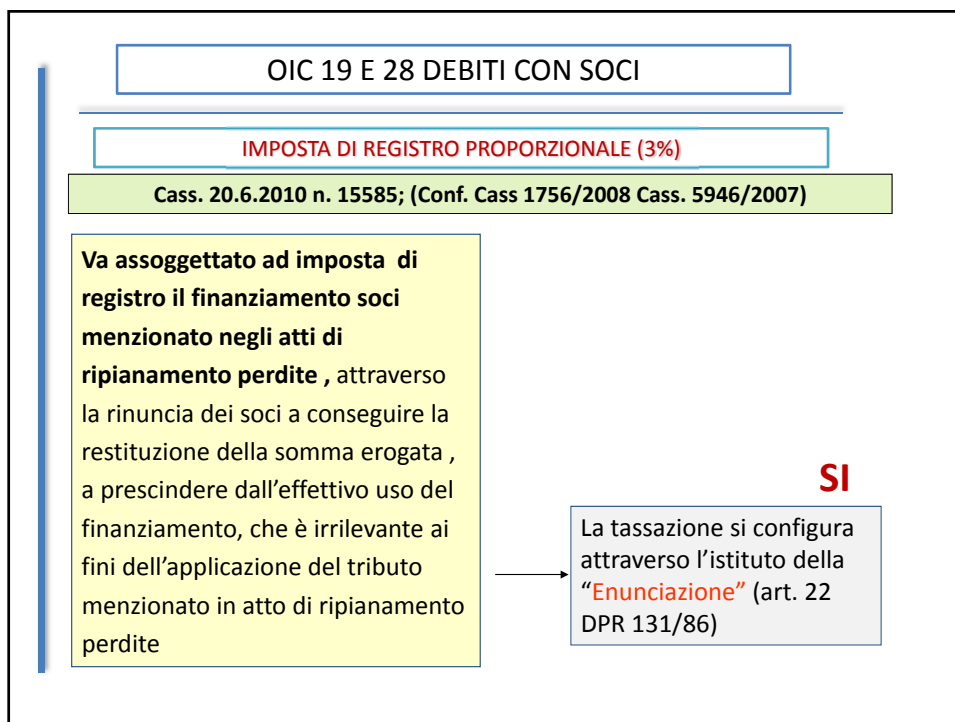 OIC 19 E 28 DEBITI CON SOCI
IMPOSTA DI REGISTRO PROPORZIONALE (3%)
Cass. 20.6.2010 n. 15585; (Conf. Cass 1756/2008 Cass. 5946/2007)
Va assoggettato ad imposta di
registro il finanziamento soci
menzionato negli atti di
ripianamento perdite , attraverso
la rinuncia dei soci a conseguire la
restituzione della somma erogata ,
a prescindere dall’effettivo uso del
finanziamento, che è irrilevante ai
fini dell’applicazione del tributo
menzionato in atto di ripianamento
perdite
SI
La tassazione si configura
attraverso l’istituto della
“Enunciazione” (art. 22
DPR 131/86)